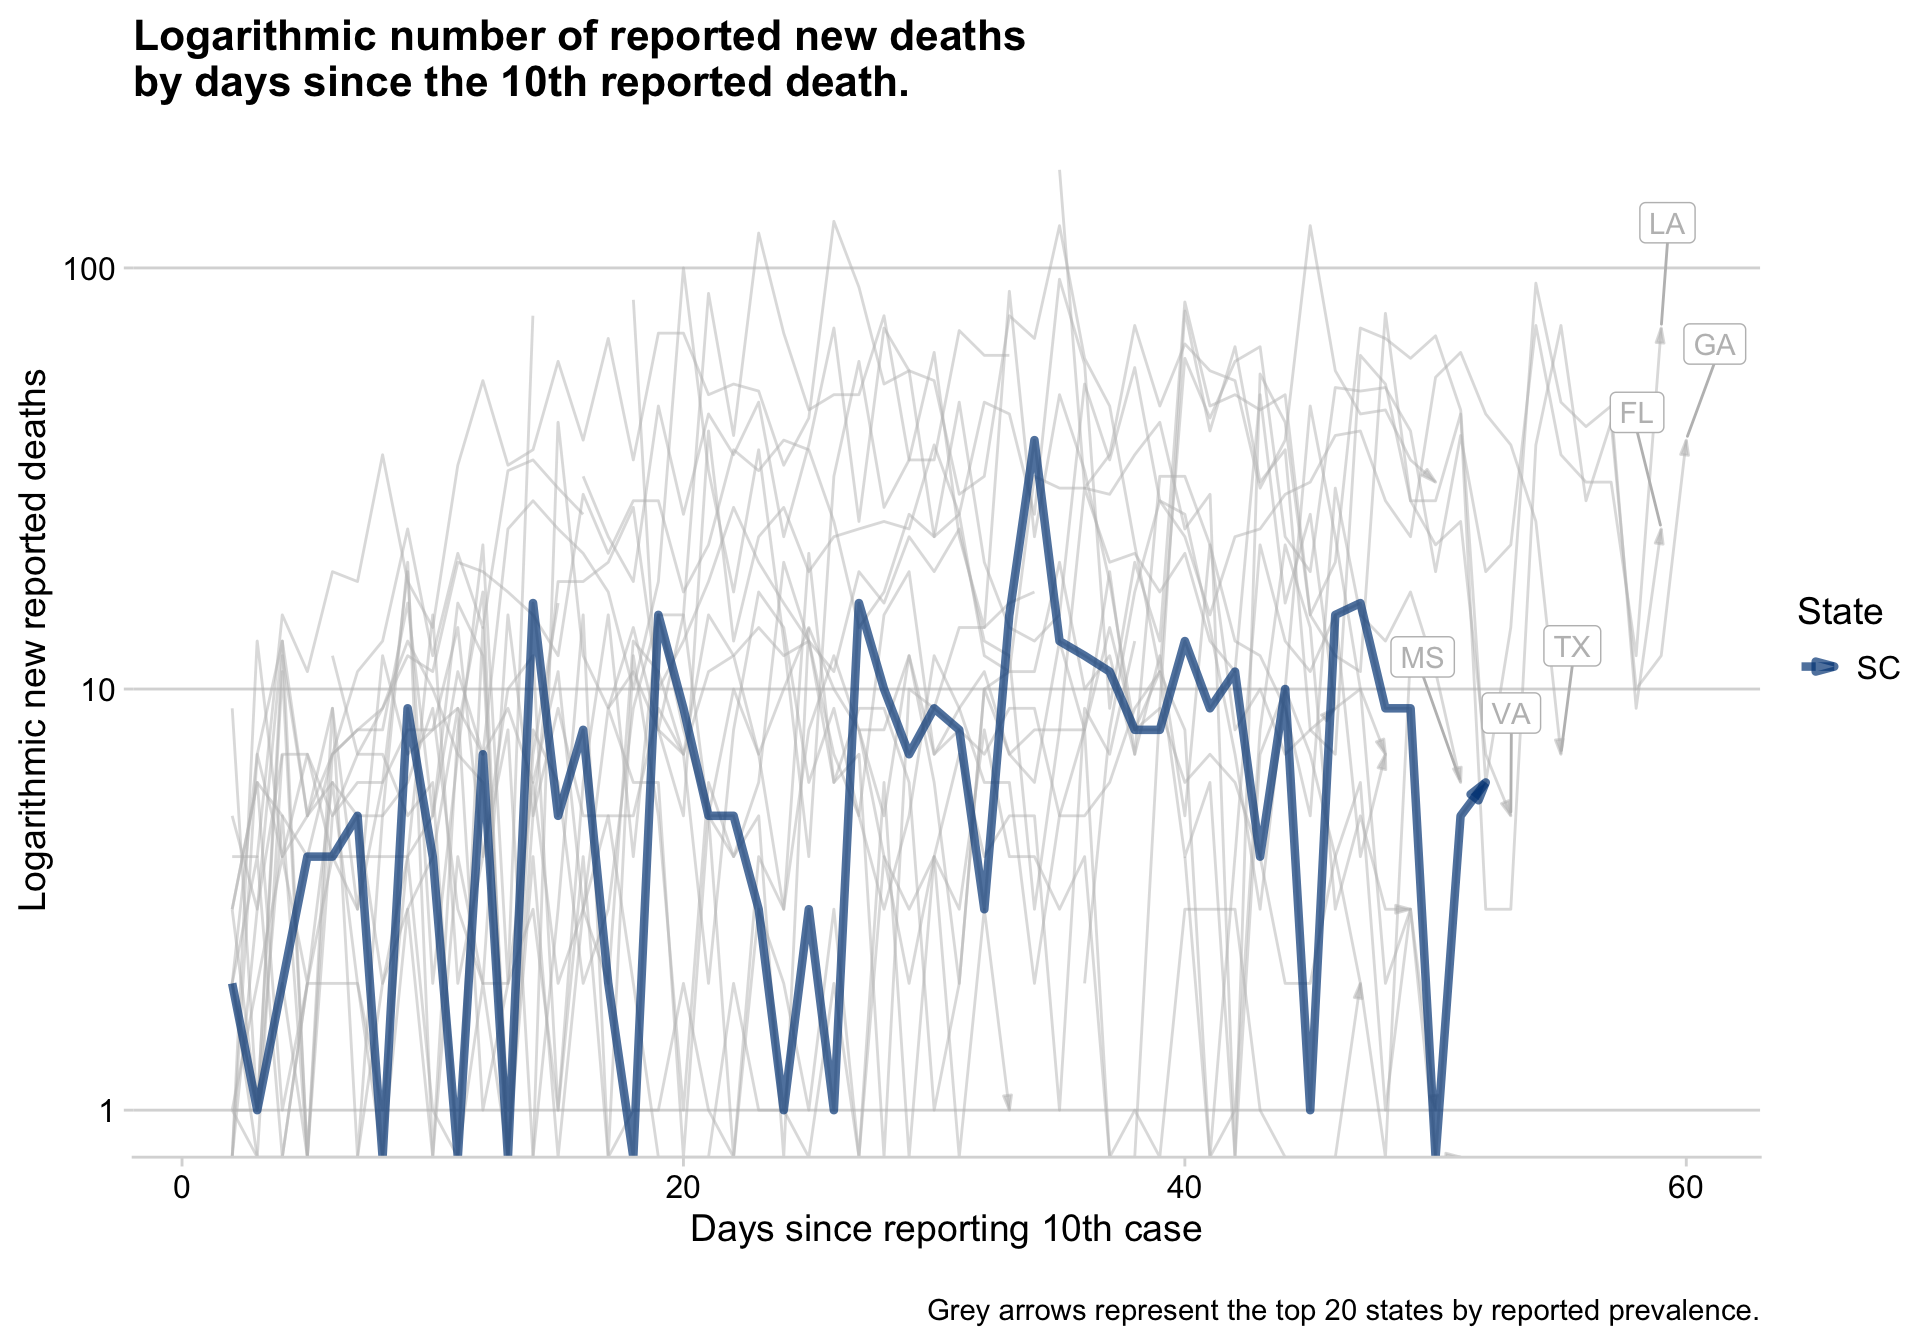 Logarithmic number of reported new deaths
by days since the 10th reported death.
Logarithmic new reported deaths
100
10
1
0
20
40
60
LA
GA
FL
MS
TX
VA
State
SC
Days since reporting 10th case
Grey arrows represent the top 20 states by reported prevalence.